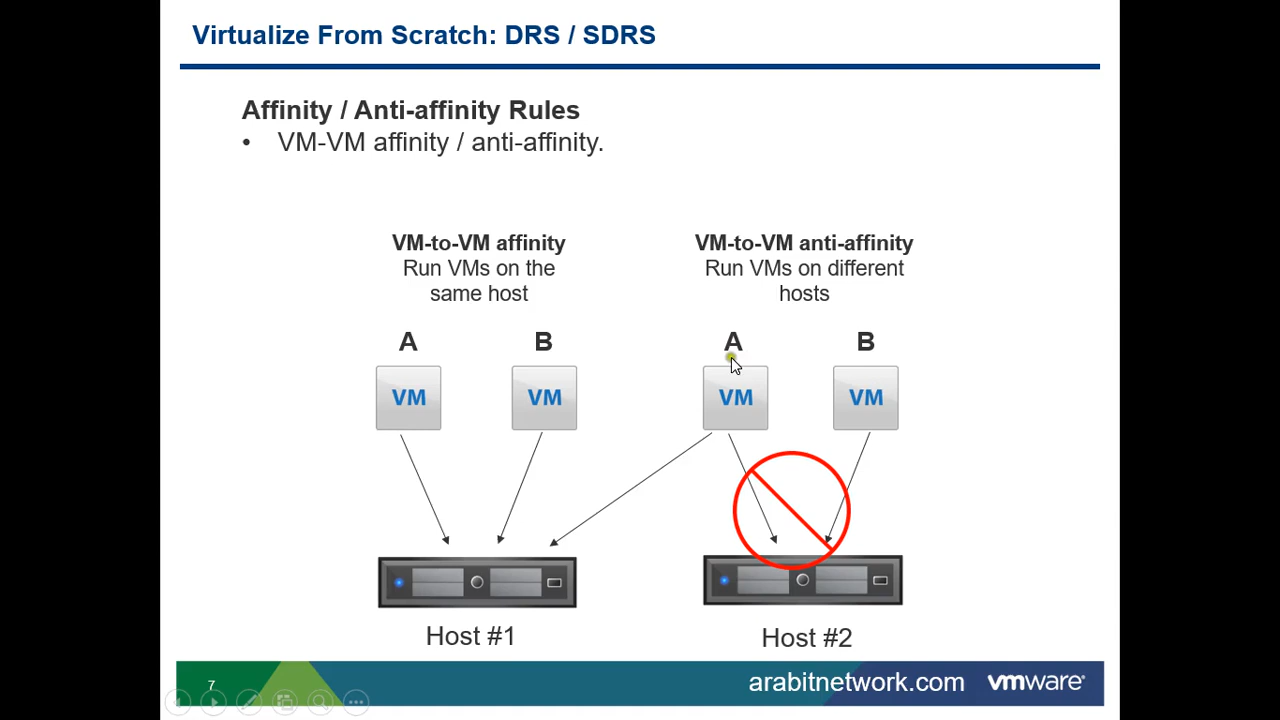 Virtualize From Scratch: DRS / SDRS
Affinity / Anti-affinity Rules
• VM-VM affinity / anti-affinity.
VM-to-VM affinity
Run VMs on the
same host
VM-to-VM anti-affinity
Run VMs on different
hosts
A
B
A
B
VM
VM
VM
VM
Host #1
Host #2
7
arabitnetwork.com
vmware®